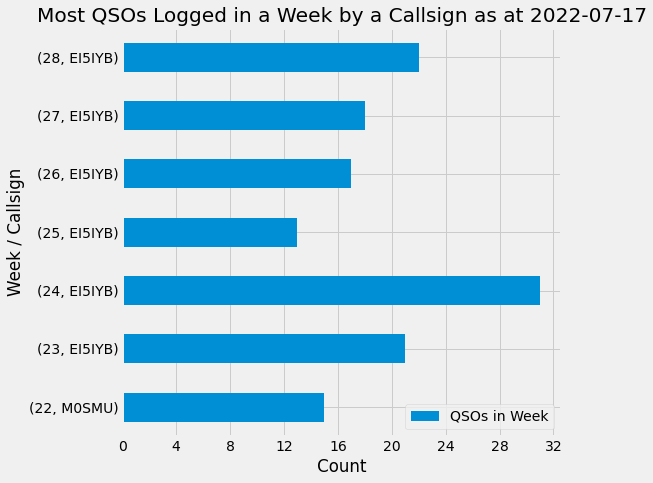 Most QSOs Logged in a Week by a Callsign as at 2022-07-17
(28, EI5IYB)
(27, EI5IYB)
(26, EI5IYB)
(25, EI5IYB)
(24, EI5IYB)
(23, EI5IYB)
(22, M0SMU)
Week / Callsign
QSOs in Week
0 4 8 12 16 20 24 28 32
Count